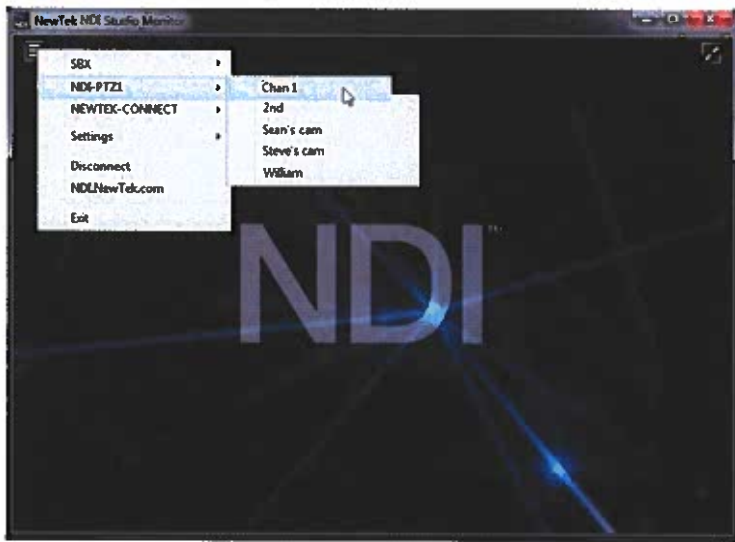 NewTek NDI Studio Monitor
SBX
NDI-PTZ1
NEWTEK-CONNECT
Settings
Disconnect
NDI.NewTek.com
Exit
Chan 1
2nd
Sean's cam
Steve's cam
William
NDI